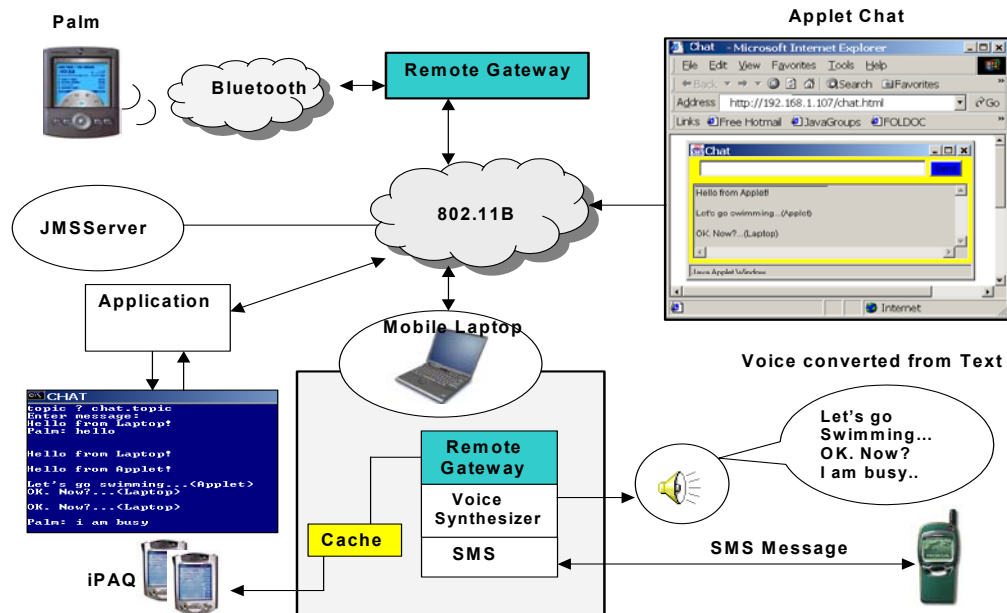 Palm
Applet Chat
Bluetooth
Remote Gateway
Chat - Microsoft Internet Explorer
File Edit View Favorites Tools Help
Back Search Favorites
Address http://192.168.1.107/chat.html Go
Links Free Hotmail JavaGroups FOLDOC
Chat
Hello from Applet!
Let's go swimming...(Applet)
OK. Now?...(Laptop)
Java Applet Window
Internet
802.11B
JMSServer
Application
Mobile Laptop
CHAT
topic ? chat.topic
Enter message:
Hello from Laptop!
Palm: hello
Hello from Laptop!
Hello from Applet!
Let's go swimming...(Applet)
OK. Now?...(Laptop)
OK. Now?...(Laptop)
Palm: i am busy
iPAQ
Remote
Gateway
Voice
Synthesizer
SMS
Cache
Voice converted from Text
Let's go
Swimming...
OK. Now?
I am busy..
SMS Message